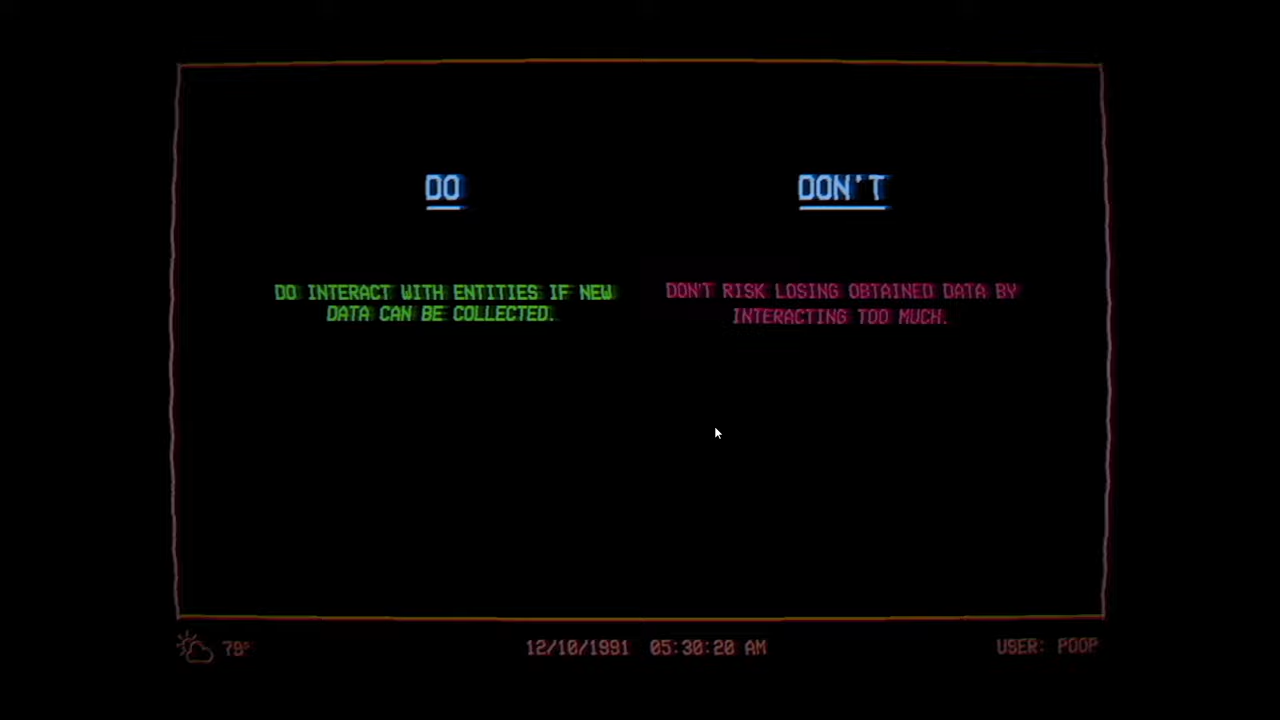 DO
DON'T
DO INTERACT WITH ENTITIES IF NEW
DATA CAN BE COLLECTED.
DON'T RISK LOSING OBTAINED DATA BY
INTERACTING TOO MUCH.
79° 12/10/1991 05:30:20 AM USER: POOP